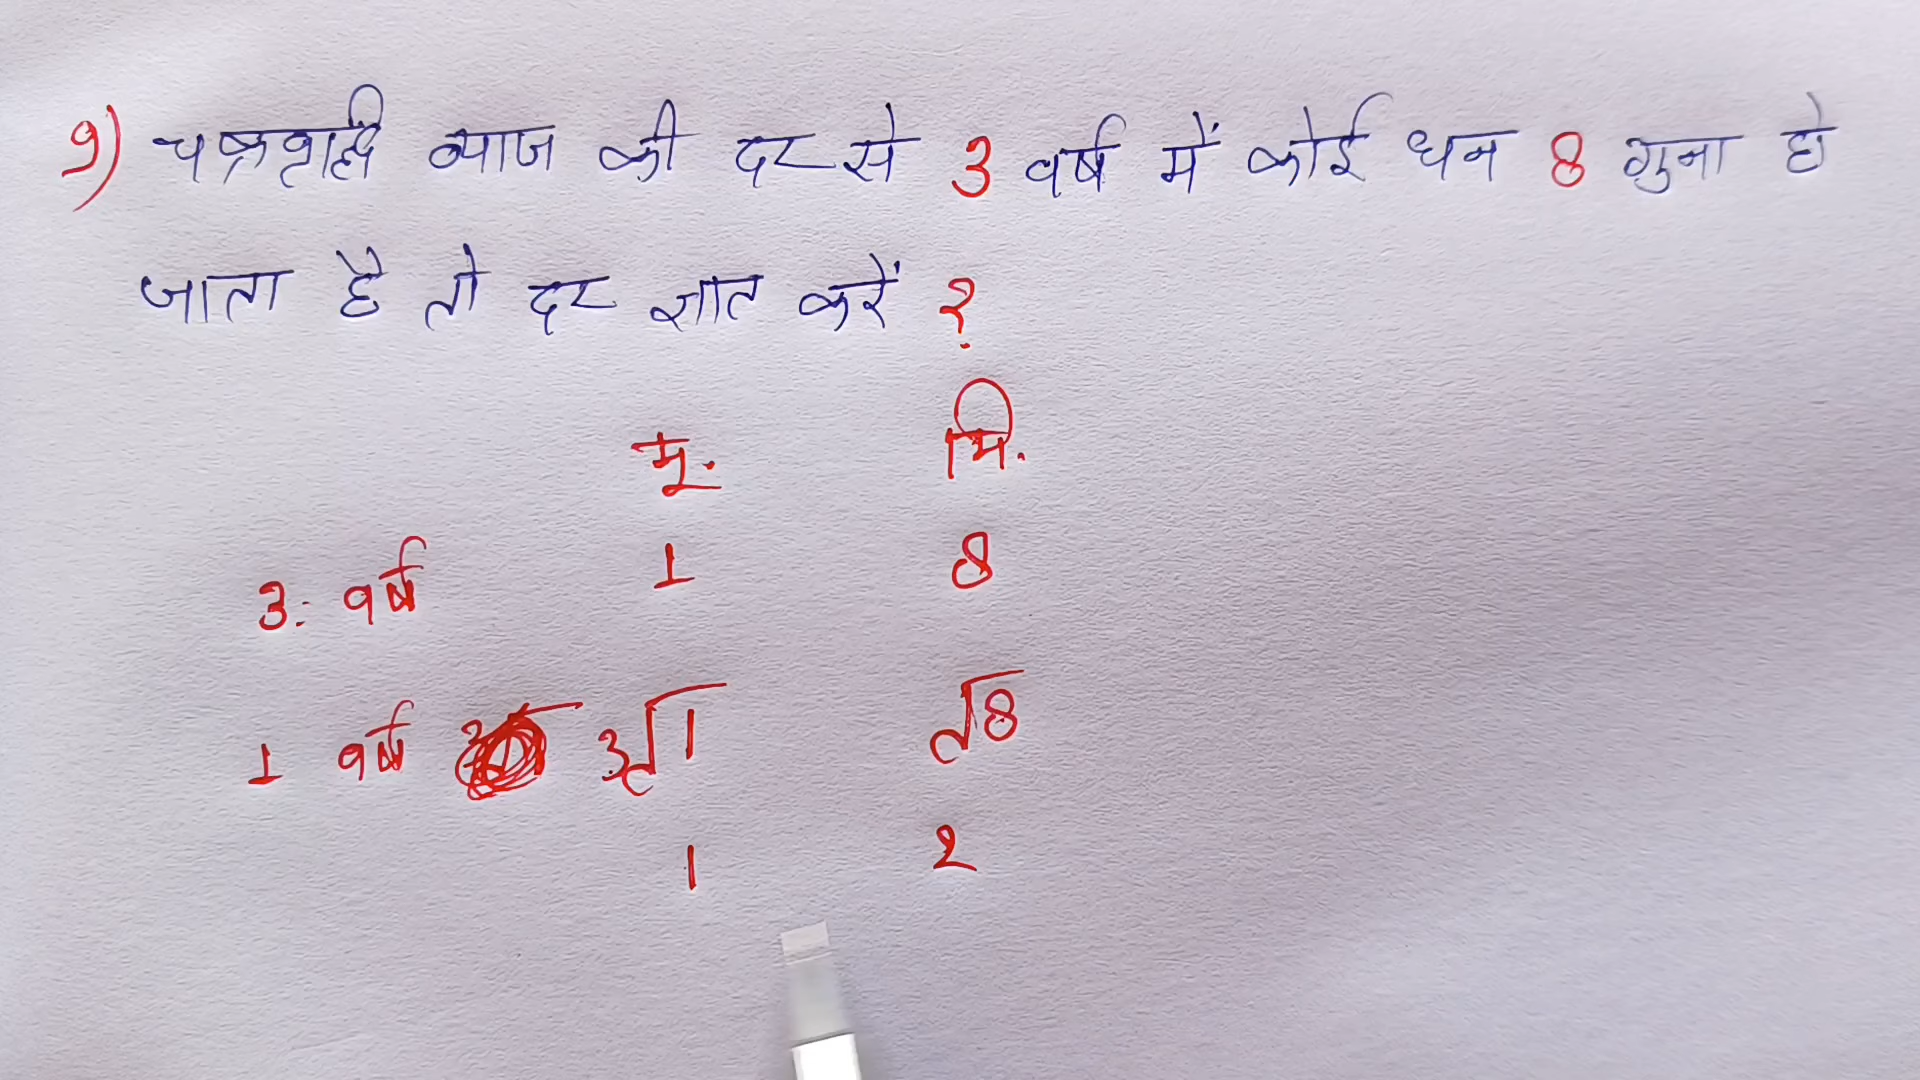 9) चक्रवृद्धि ब्याज की दर से 3 वर्ष में कोई धन 8 गुना हो
जाता है तो दर ज्ञात करें ?
मू. मि.
3: वर्ष 1 8
1 वर्ष 3√1 √8
1 2